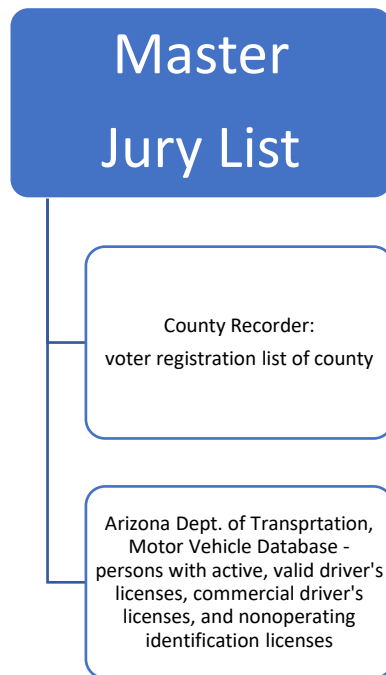 Master
Jury List
County Recorder:
voter registration list of county
Arizona Dept. of Transprtation,
Motor Vehicle Database -
persons with active, valid driver's
licenses, commercial driver's
licenses, and nonoperating
identification licenses